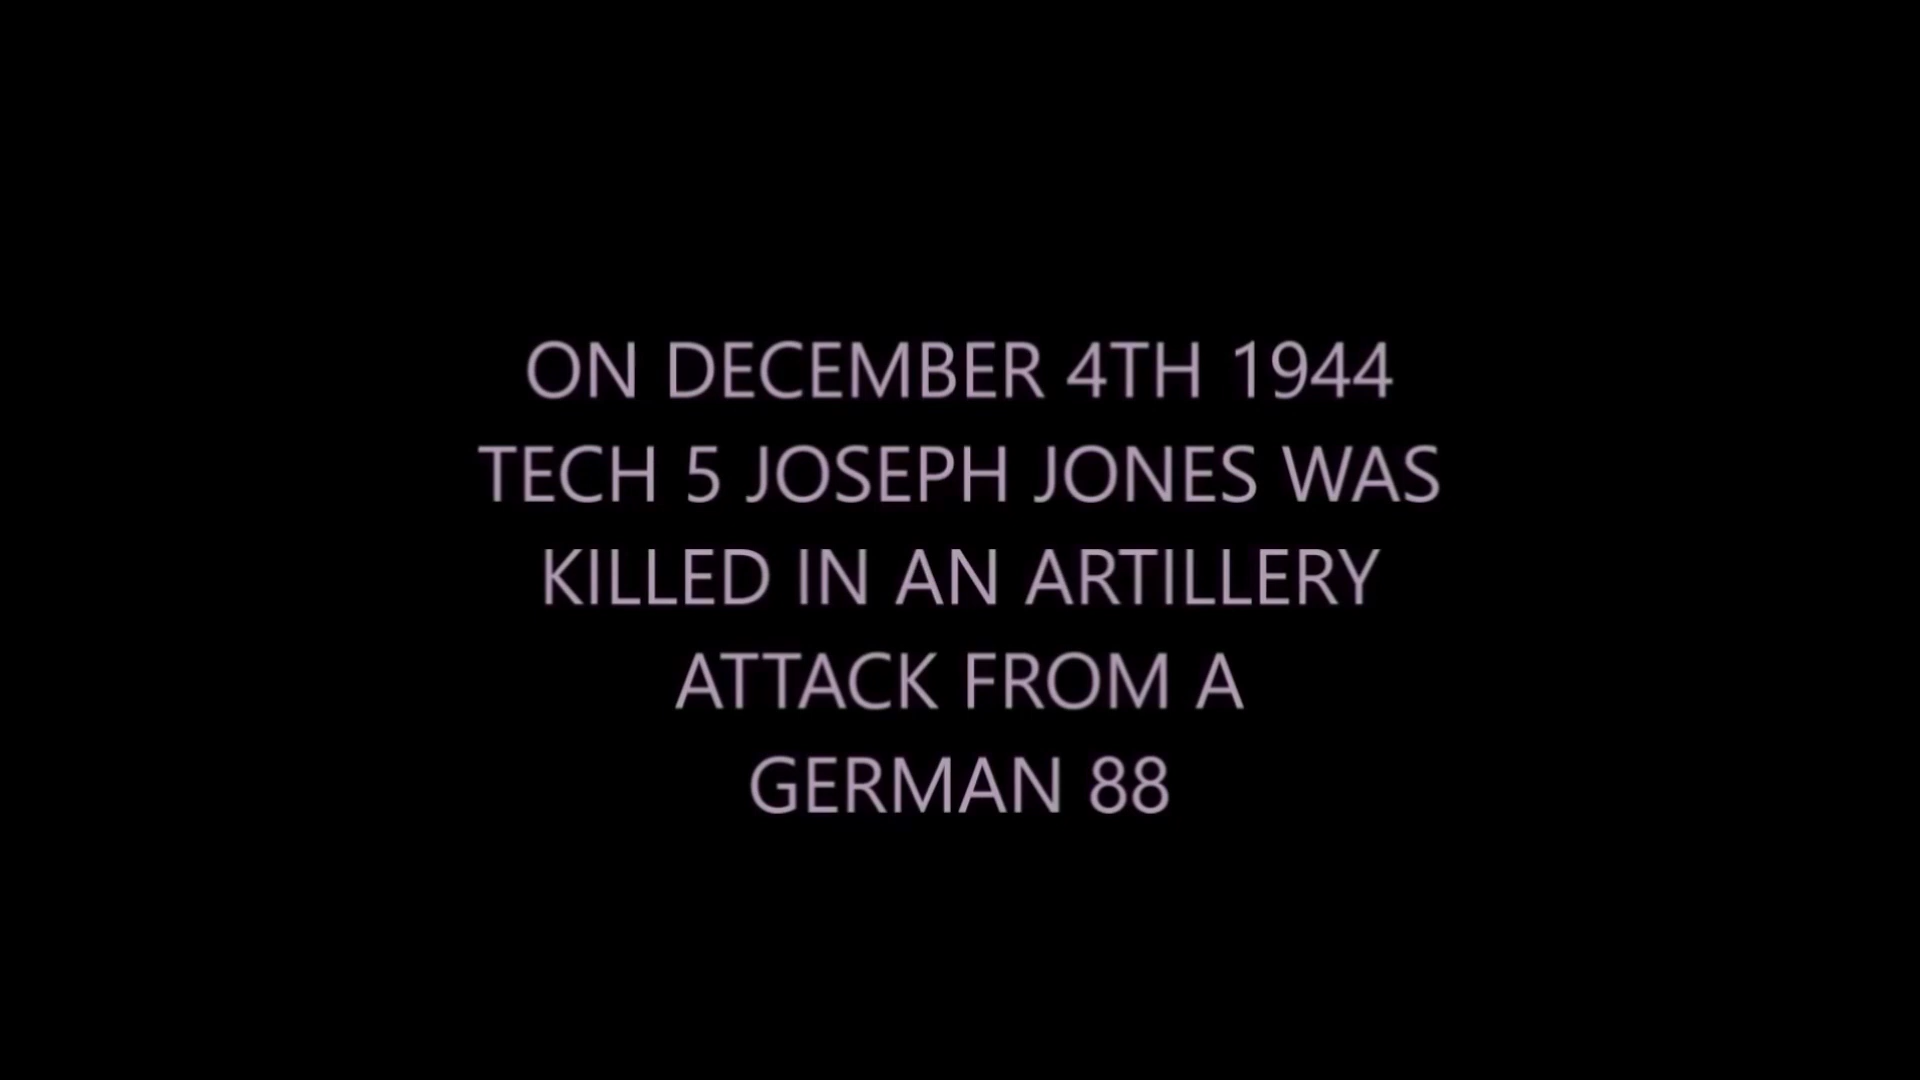 ON DECEMBER 4TH 1944
TECH 5 JOSEPH JONES WAS
KILLED IN AN ARTILLERY
ATTACK FROM A
GERMAN 88